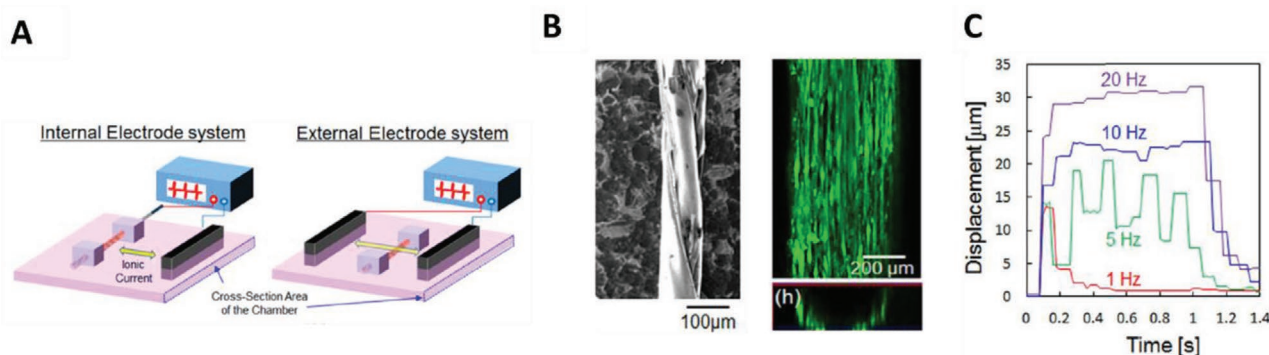 A
Internal Electrode system
External Electrode system
Ionic
Current
Cross-Section Area
of the Chamber
B
100μm
200 μm
(h)
C
Displacement [μm]
35
30
25
20
15
10
5
0
20 Hz
10 Hz
5 Hz
1 Hz
0 0.2 0.4 0.6 0.8 1 1.2 1.4
Time [s]